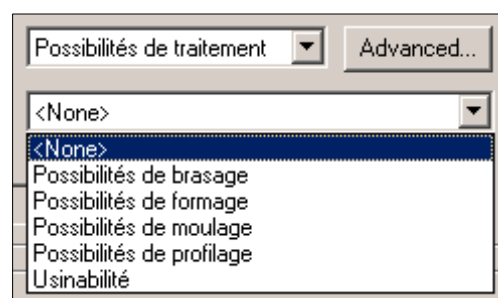 Possibilités de traitement Advanced...
<None>
<None>
Possibilités de brasage
Possibilités de formage
Possibilités de moulage
Possibilités de profilage
Usinabilité